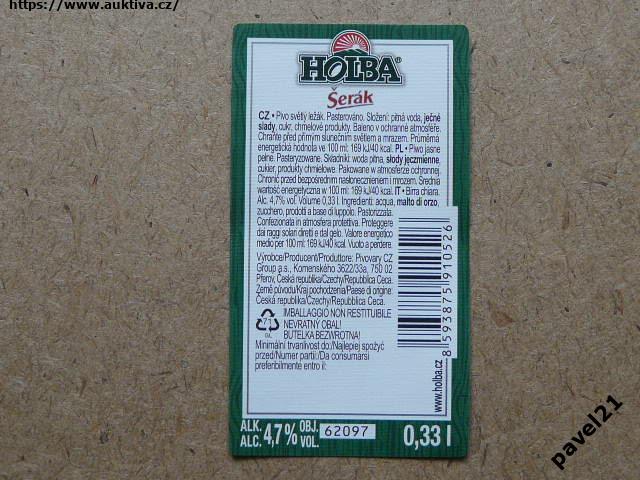 https://www.auktiva.cz/
HOLBA®
Šerák
CZ • Pivo světlý ležák. Pasterováno. Složení: pitná voda, ječné
slady, cukr, chmelové produkty. Baleno v ochranné atmosféře.
Chraňte před přímým slunečním světlem a mrazem. Průměrná
energetická hodnota ve 100 ml: 169 kJ/40 kcal. PL • Piwo jasne
pełne. Pasteryzowane. Składniki: woda pitna, słody jęczmienne,
cukier, produkty chmielowe. Pakowane w atmosferze ochronnej.
Chronić przed bezpośrednim nasłonecznieniem i mrozem. Średnia
wartość energetyczna w 100 ml: 169 kJ/40 kcal. IT • Birra chiara.
Alc. 4,7% vol. Volume 0,33 l. Ingredienti: acqua, malto di orzo,
zucchero, prodotti a base di luppolo. Pastorizzata.
Confezionata in atmosfera protettiva. Proteggere
dai raggi solari diretti e dal gelo. Valore energetico
medio per 100 ml: 169 kJ/40 kcal. Vuoto a perdere.
Výrobce/Producent/Produttore: Pivovary CZ
Group a.s., Komenského 3622/33a, 750 02
Přerov, Česká republika/Czechy/Repubblica Ceca.
Země původu/Kraj pochodzenia/Paese di origine:
Česká republika/Czechy/Repubblica Ceca.
71
GL
IMBALLAGGIO NON RESTITUIBILE
NEVRATNÝ OBAL!
BUTELKA BEZWROTNA!
Minimální trvanlivost do:/Najlepiej spożyć
przed/Numer partii:/Da consumarsi
preferibilmente entro il:
8 593875 910526
www.holba.cz
ALK. 4,7% OBJ. 62097 0,33 l
ALC. VOL.
pavel21